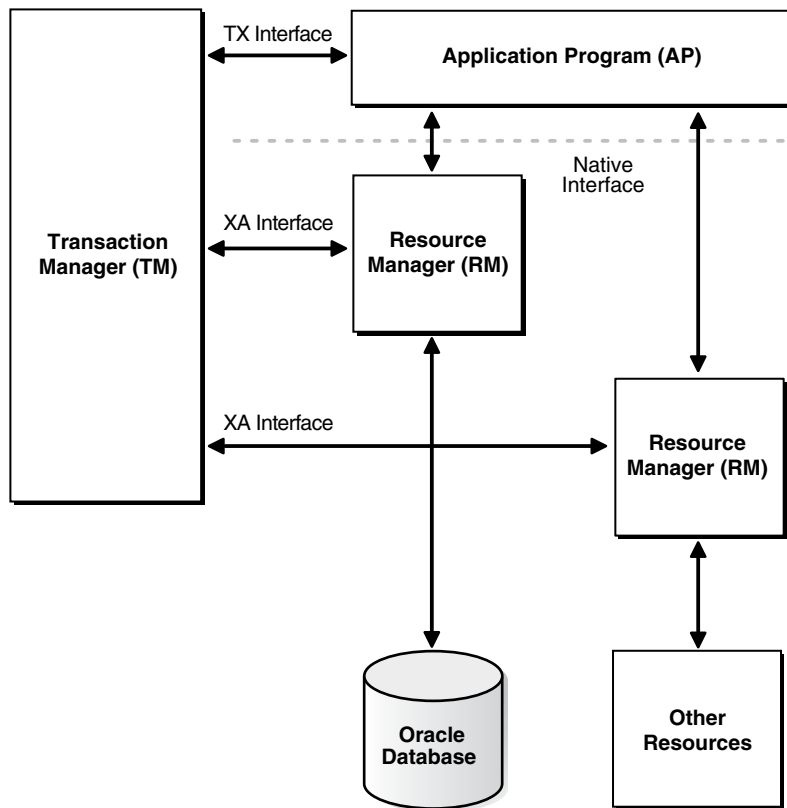 TX Interface
Application Program (AP)
Native
Interface
XA Interface
Transaction
Manager (TM)
Resource
Manager (RM)
XA Interface
Resource
Manager (RM)
Oracle
Database
Other
Resources